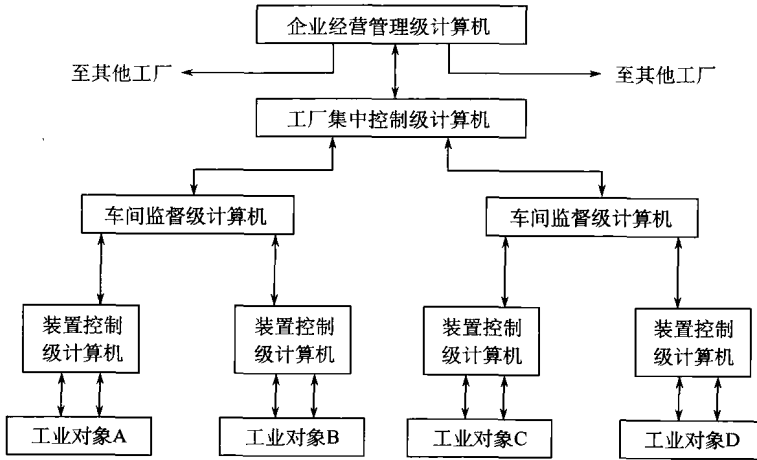 企业经营管理级计算机
至其他工厂
至其他工厂
工厂集中控制级计算机
车间监督级计算机
车间监督级计算机
装置控制
级计算机
装置控制
级计算机
装置控制
级计算机
装置控制
级计算机
工业对象A
工业对象B
工业对象C
工业对象D